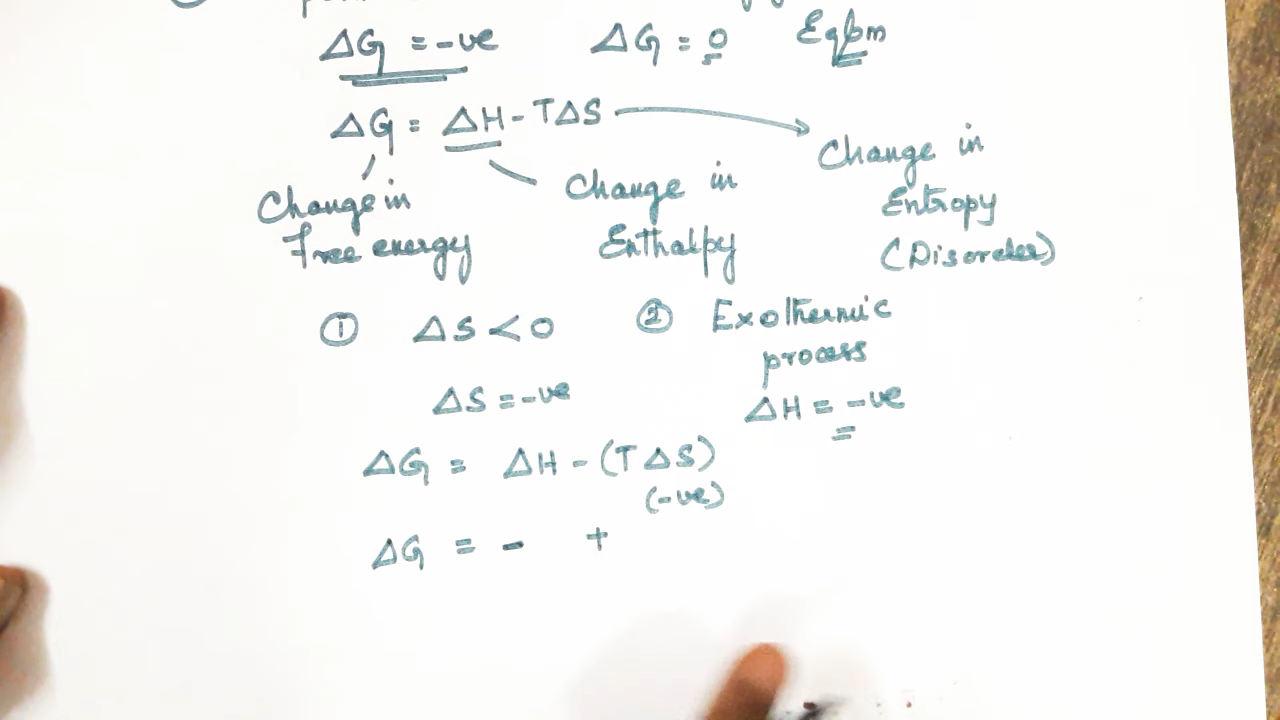 ΔG = -ve ΔG = 0 Eqbm
ΔG = ΔH - TΔS
Change in Free energy
Change in Enthalpy
Change in Entropy (Disorder)
① ΔS < 0
② Exothermic process
ΔS = -ve
ΔH = -ve
ΔG = ΔH - (TΔS)
(-ve)
ΔG = - +